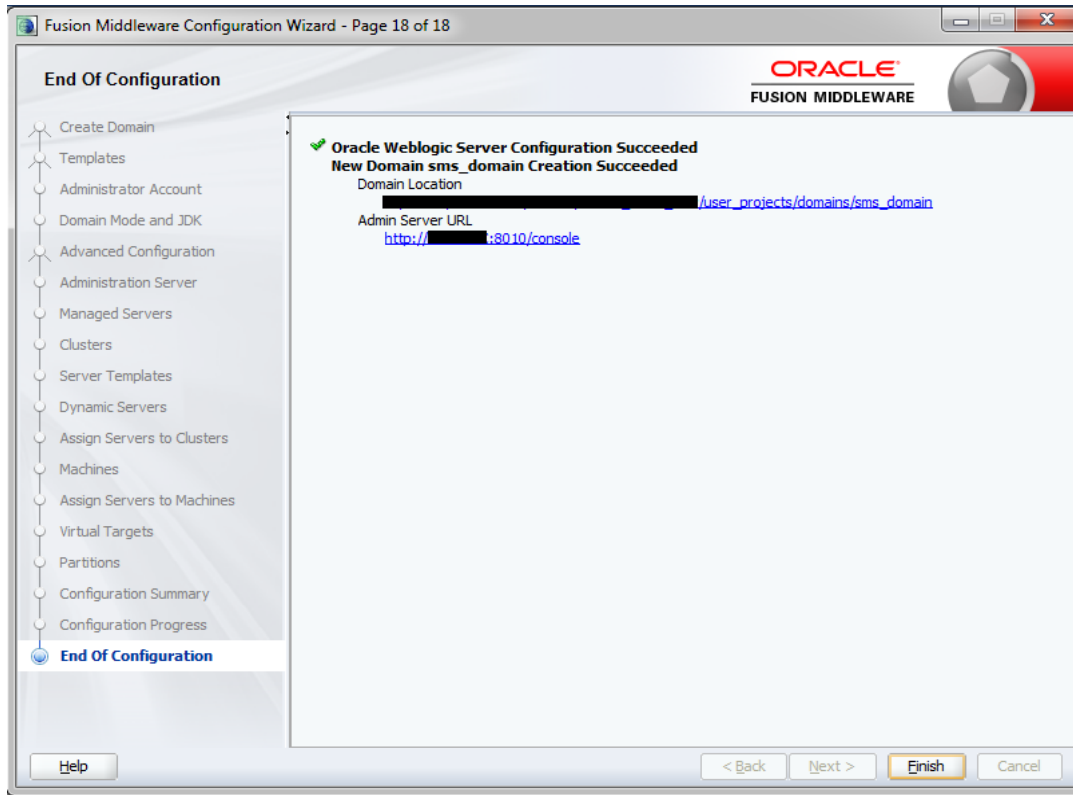 Fusion Middleware Configuration Wizard - Page 18 of 18
End Of Configuration
ORACLE
FUSION MIDDLEWARE
Create Domain
Templates
Administrator Account
Domain Mode and JDK
Advanced Configuration
Administration Server
Managed Servers
Clusters
Server Templates
Dynamic Servers
Assign Servers to Clusters
Machines
Assign Servers to Machines
Virtual Targets
Partitions
Configuration Summary
Configuration Progress
End Of Configuration
Oracle Weblogic Server Configuration Succeeded
New Domain sms_domain Creation Succeeded
Domain Location
/user_projects/domains/sms_domain
Admin Server URL
http:// :8010/console
Help
< Back
Next >
Finish
Cancel